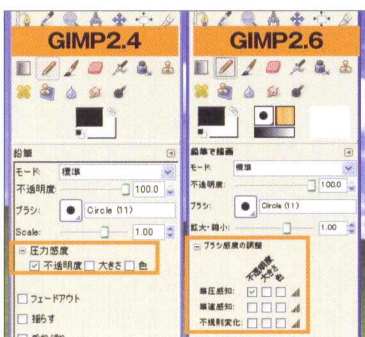 GIMP2.4
鉛筆
モード: 標準
不透明度: 100.0
ブラシ: Circle (11)
Scale: 1.00
圧力感度
不透明度 大きさ 色
フェードアウト
揺らす
GIMP2.6
鉛筆で描画
モード: 標準
不透明度: 100.0
ブラシ: Circle (11)
拡大・縮小: 1.00
ブラシ感度の調整
不透明度
大きさ
色
筆圧感知:
筆速感知:
不規則変化: